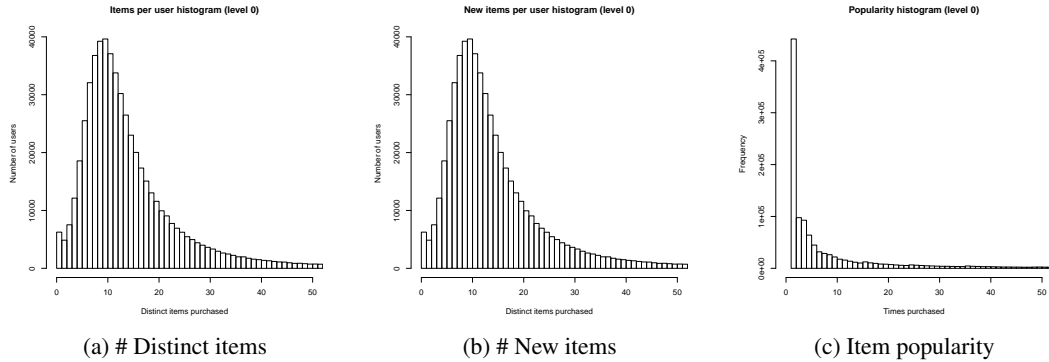 Items per user histogram (level 0)
Number of users
0
10000
20000
30000
40000
0 10 20 30 40 50
Distinct items purchased
(a) # Distinct items
New items per user histogram (level 0)
Number of users
0
10000
20000
30000
40000
0 10 20 30 40 50
Distinct items purchased
(b) # New items
Popularity histogram (level 0)
Frequency
0e+00
1e+05
2e+05
3e+05
4e+05
0 10 20 30 40 50
Times purchased
(c) Item popularity